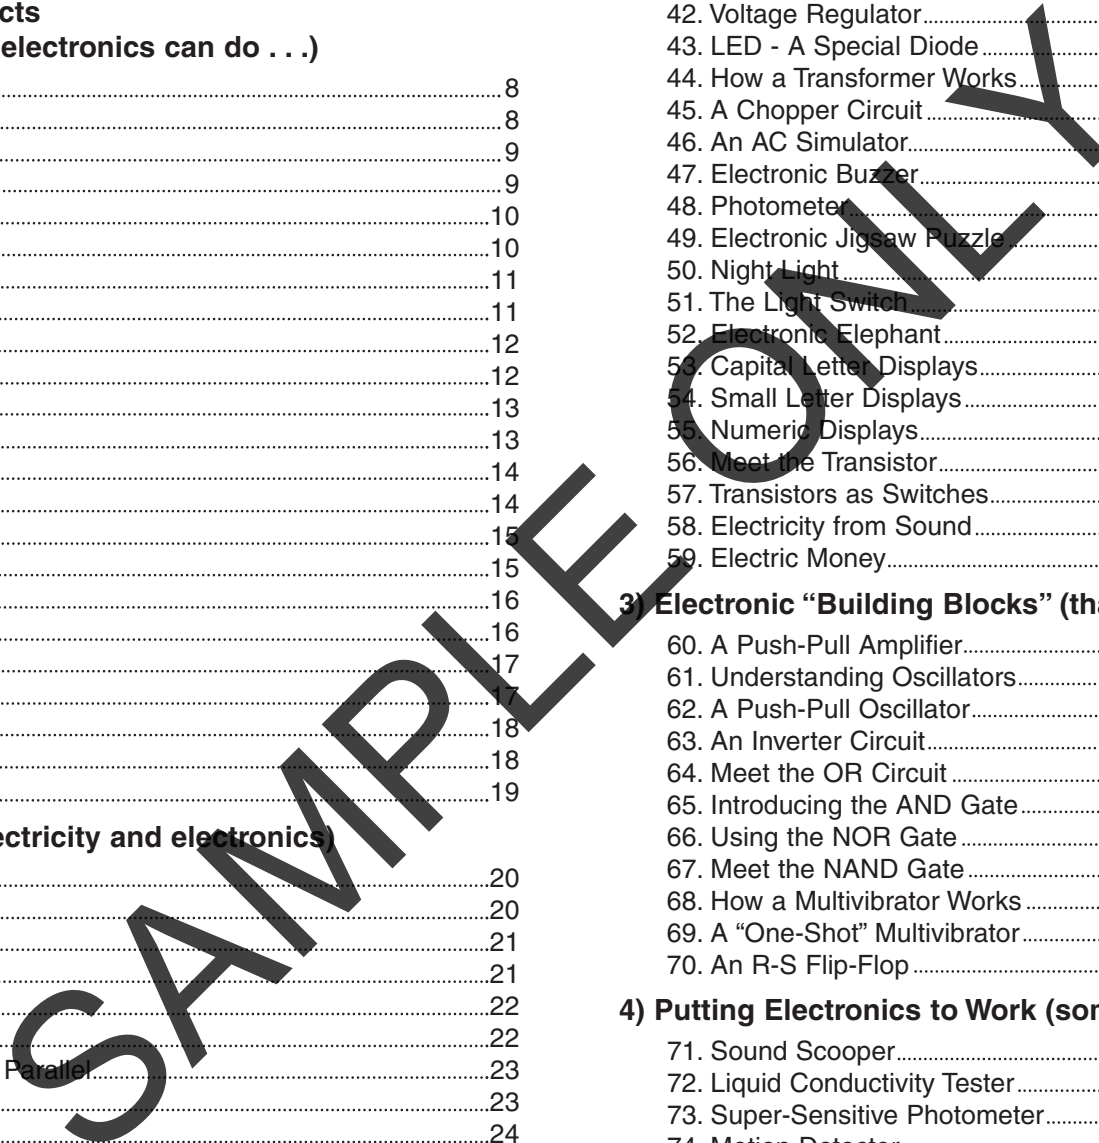 cts
electronics can do . . .)
8
8
9
9
10
10
11
11
12
12
13
13
14
14
15
15
16
16
17
17
18
18
19
ectricity and electronics)
20
20
21
21
22
22
Parallel 23
23
24
42. Voltage Regulator
43. LED - A Special Diode
44. How a Transformer Works
45. A Chopper Circuit
46. An AC Simulator
47. Electronic Buzzer
48. Photometer
49. Electronic Jigsaw Puzzle
50. Night Light
51. The Light Switch
52. Electronic Elephant
53. Capital Letter Displays
54. Small Letter Displays
55. Numeric Displays
56. Meet the Transistor
57. Transistors as Switches
58. Electricity from Sound
59. Electric Money
3) Electronic “Building Blocks” (tha
60. A Push-Pull Amplifier
61. Understanding Oscillators
62. A Push-Pull Oscillator
63. An Inverter Circuit
64. Meet the OR Circuit
65. Introducing the AND Gate
66. Using the NOR Gate
67. Meet the NAND Gate
68. How a Multivibrator Works
69. A “One-Shot” Multivibrator
70. An R-S Flip-Flop
4) Putting Electronics to Work (som
71. Sound Scooper
72. Liquid Conductivity Tester
73. Super-Sensitive Photometer
74. Motion Detector
SAMPLE ONLY